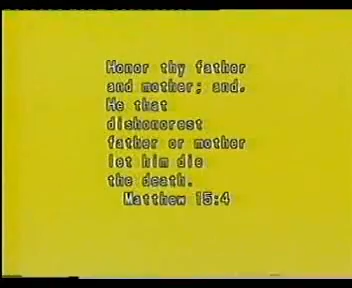 Honor thy father
and mother; and.
He that
dishonorest
father or mother
let him die
the death.
Matthew 15:4